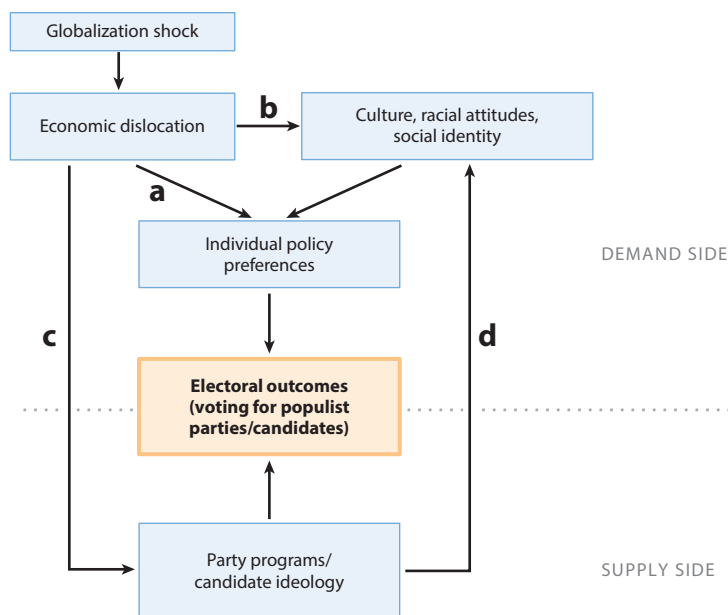 Globalization shock
Economic dislocation
b
Culture, racial attitudes,
social identity
a
Individual policy
preferences
DEMAND SIDE
c
d
Electoral outcomes
(voting for populist
parties/candidates)
Party programs/
candidate ideology
SUPPLY SIDE